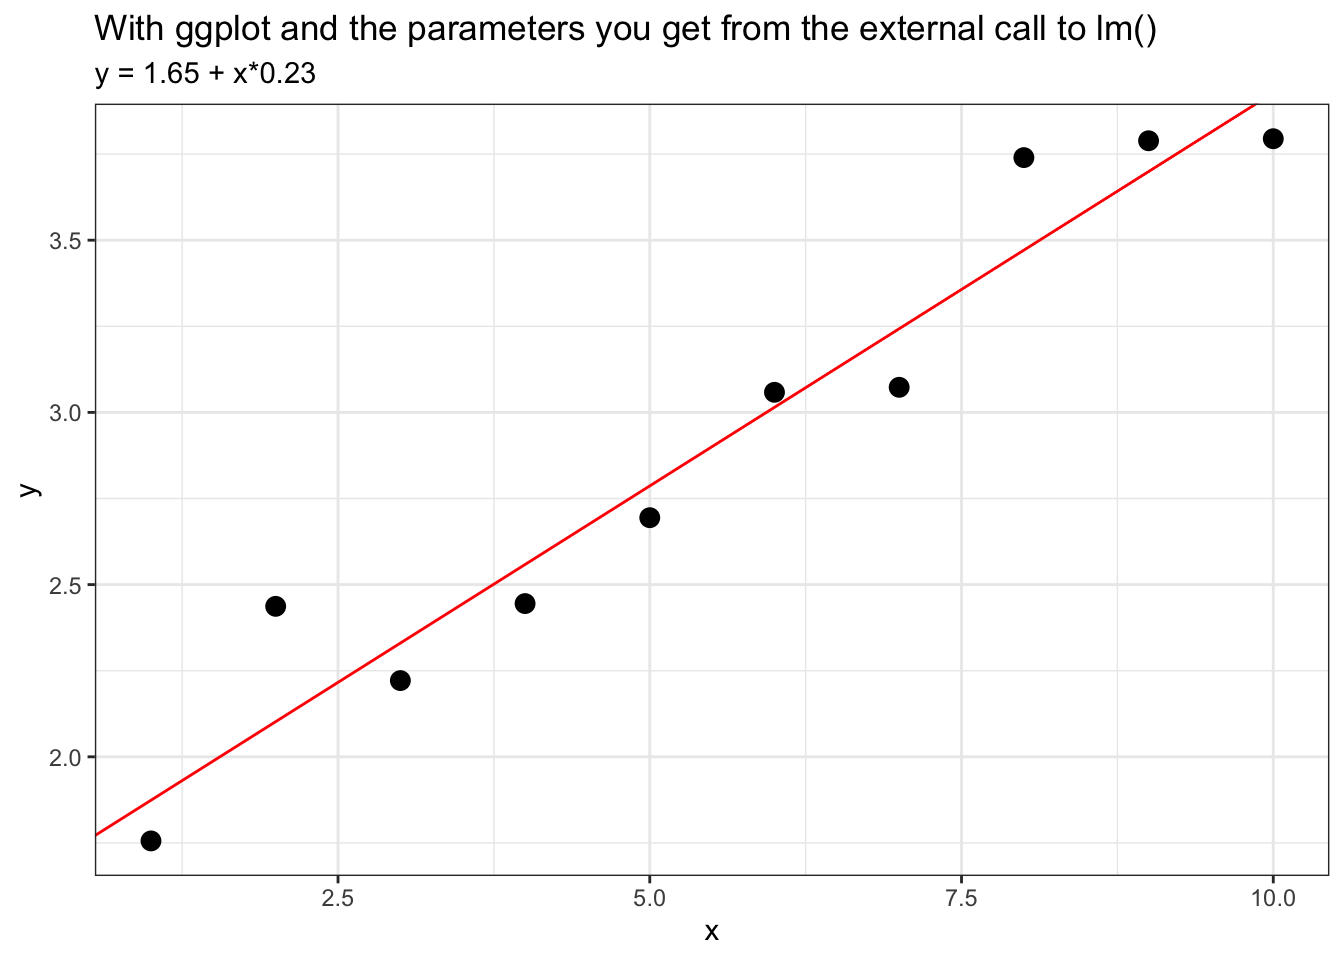 With ggplot and the parameters you get from the external call to lm()
y = 1.65 + x*0.23
3.5
3.0
2.5
2.0
y
2.5
5.0
7.5
10.0
x